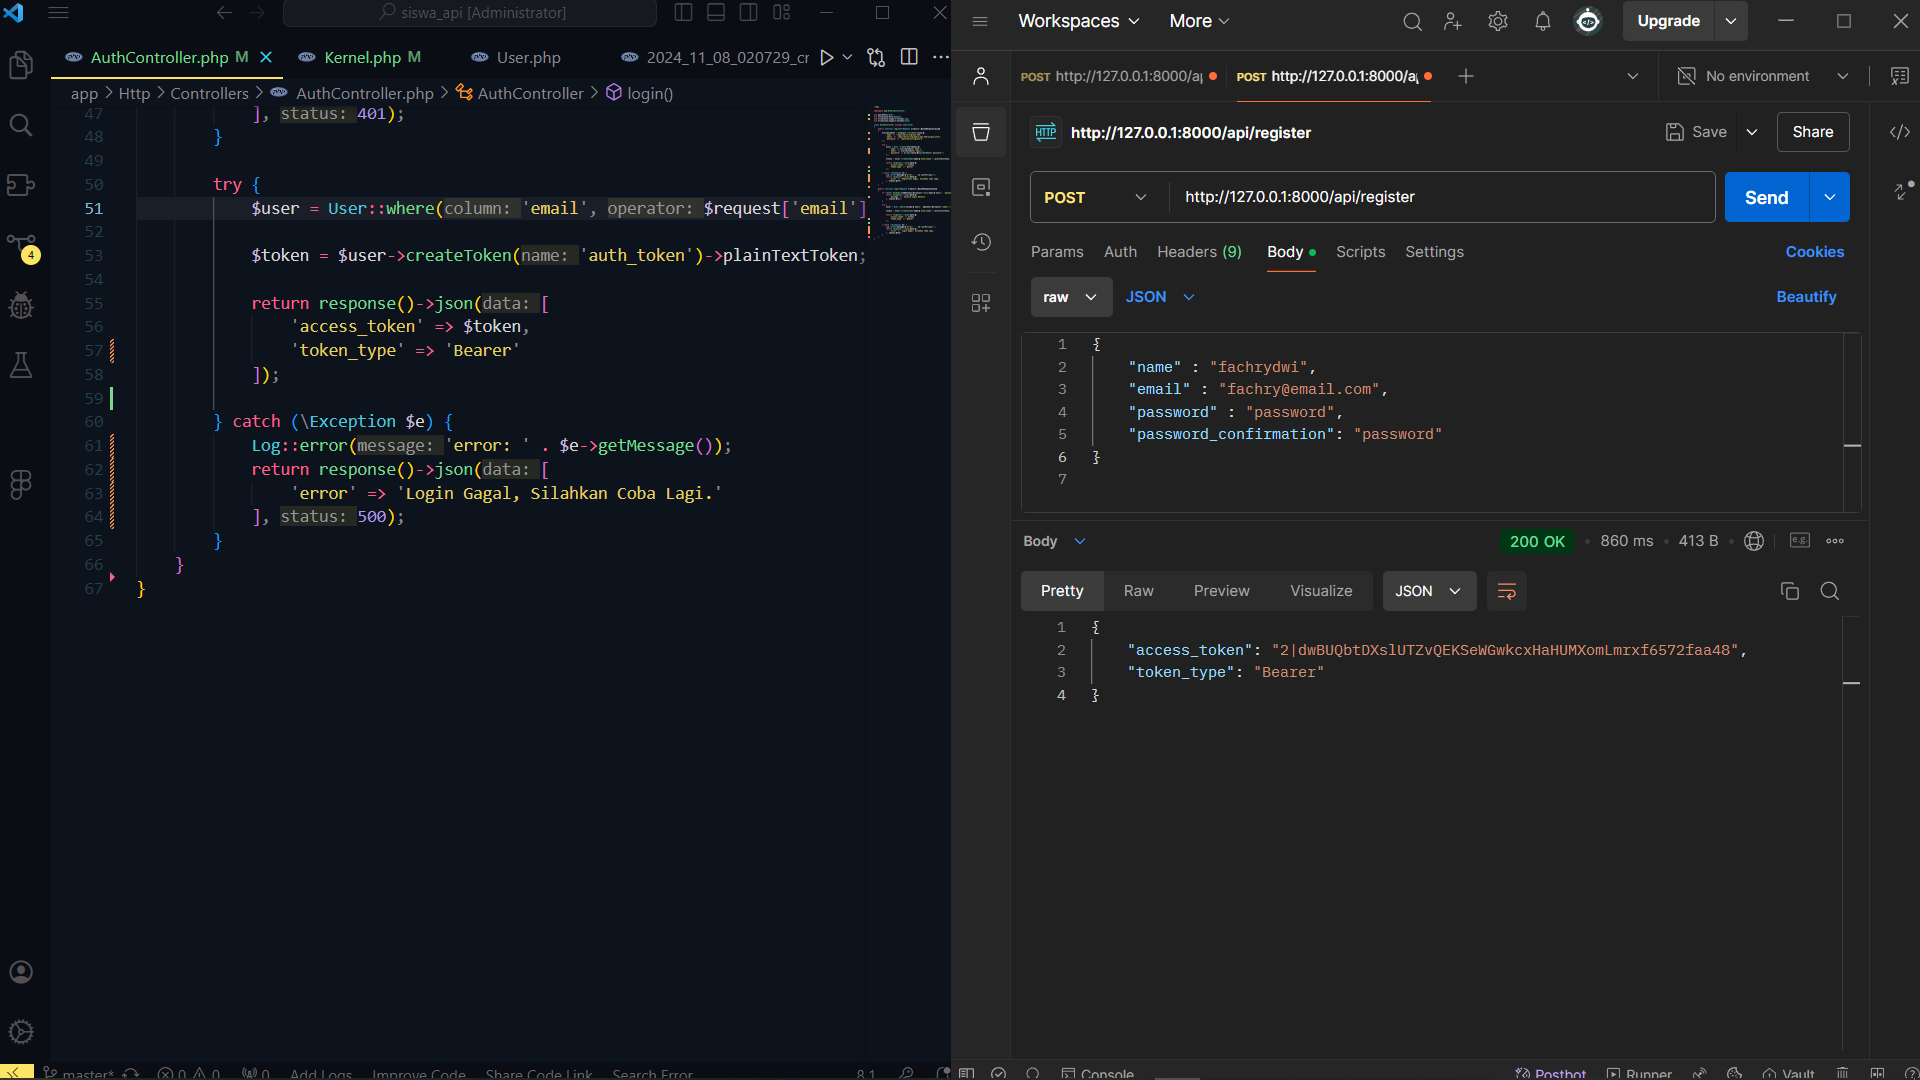 siswa_api [Administrator]
AuthController.php M
Kernel.php M
User.php
2024_11_08_020729_cr
app > Http > Controllers > AuthController.php > AuthController > login()
47 ], status: 401);
48 }
49
50 try {
51 $user = User::where(column: 'email', operator: $request['email']
52
53 $token = $user->createToken(name: 'auth_token')->plainTextToken;
54
55 return response()->json(data: [
56 'access_token' => $token,
57 'token_type' => 'Bearer'
58 ]);
59
60 } catch (\Exception $e) {
61 Log::error(message: 'error: ' . $e->getMessage());
62 return response()->json(data: [
63 'error' => 'Login Gagal, Silahkan Coba Lagi.'
64 ], status: 500);
65 }
66 }
67 }
4
master* 0 0 0 Add Logs Improve Code Share Code Link Search Error 8.1
Workspaces More Upgrade
POST http://127.0.0.1:8000/a
POST http://127.0.0.1:8000/a
No environment
HTTP http://127.0.0.1:8000/api/register Save Share
POST http://127.0.0.1:8000/api/register Send
Params Auth Headers (9) Body Scripts Settings Cookies
raw JSON Beautify
1 {
2 "name" : "fachrydwi",
3 "email" : "fachry@email.com",
4 "password" : "password",
5 "password_confirmation": "password"
6 }
7
Body 200 OK 860 ms 413 B e.g.
Pretty Raw Preview Visualize JSON
1 {
2 "access_token": "2|dwBUQbtDXslUTZvQEKSeWGwkcxHaHUMXomLmrxf6572faa48",
3 "token_type": "Bearer"
4 }
Console Postbot Runner Vault